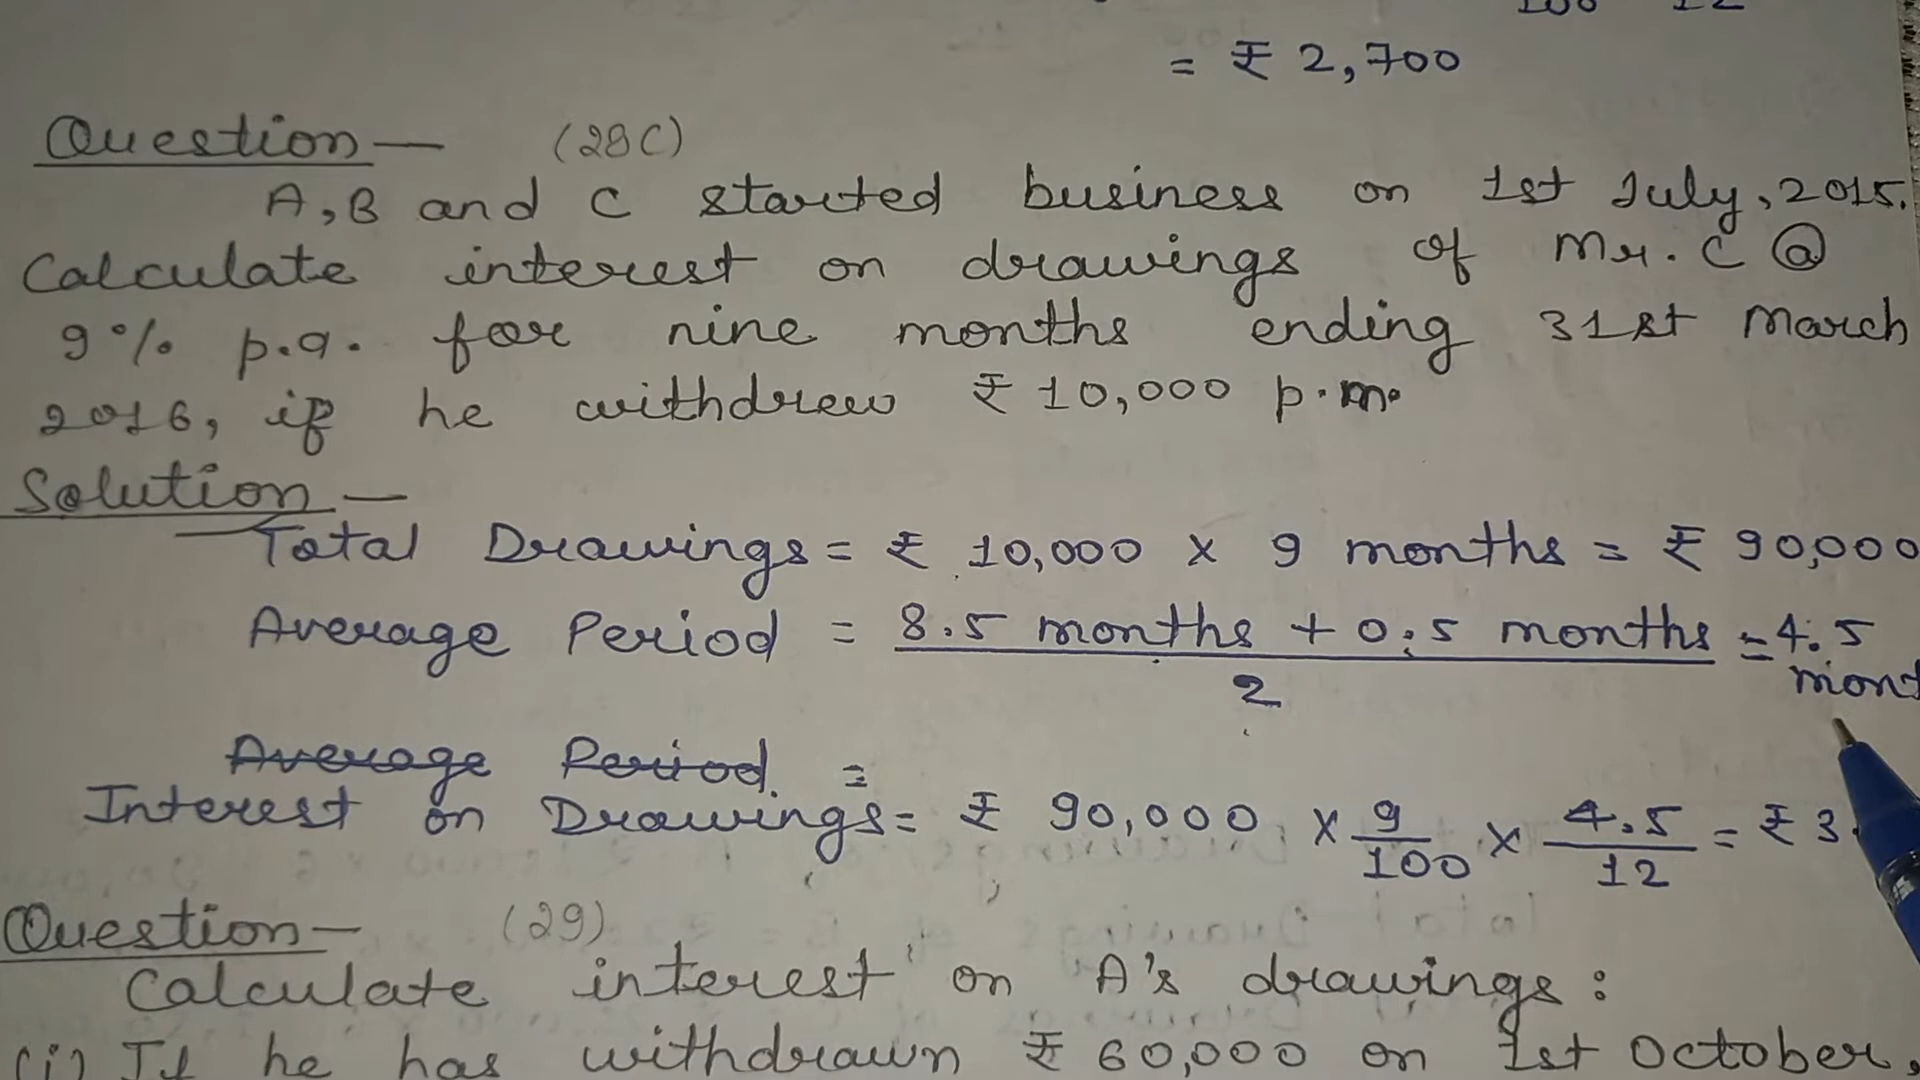 100 12
= ₹ 2,700
Question — (28C)
A, B and C started business on 1st July, 2015.
Calculate interest on drawings of Mr. C @
9% p.a. for nine months ending 31st March
2016, if he withdrew ₹ 10,000 p.m.
Solution —
Total Drawings = ₹ 10,000 × 9 months = ₹ 90,000
Average Period = 8.5 months + 0.5 months / 2 = 4.5
mont
Average Period =
Interest on Drawings = ₹ 90,000 × 9/100 × 4.5/12 = ₹ 3
Question — (29)
Calculate interest on A's drawings :
(i) If he has withdrawn ₹ 60,000 on 1st October,